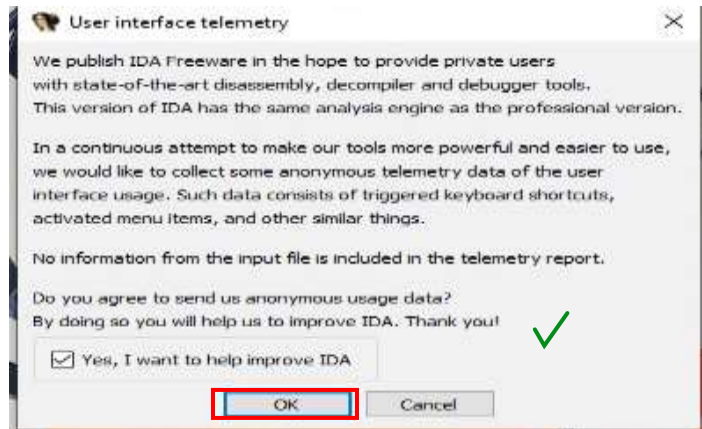 User interface telemetry
We publish IDA Freeware in the hope to provide private users
with state-of-the-art disassembly, decompiler and debugger tools.
This version of IDA has the same analysis engine as the professional version.
In a continuous attempt to make our tools more powerful and easier to use,
we would like to collect some anonymous telemetry data of the user
interface usage. Such data consists of triggered keyboard shortcuts,
activated menu items, and other similar things.
No information from the input file is included in the telemetry report.
Do you agree to send us anonymous usage data?
By doing so you will help us to improve IDA. Thank you!
Yes, I want to help improve IDA
OK Cancel